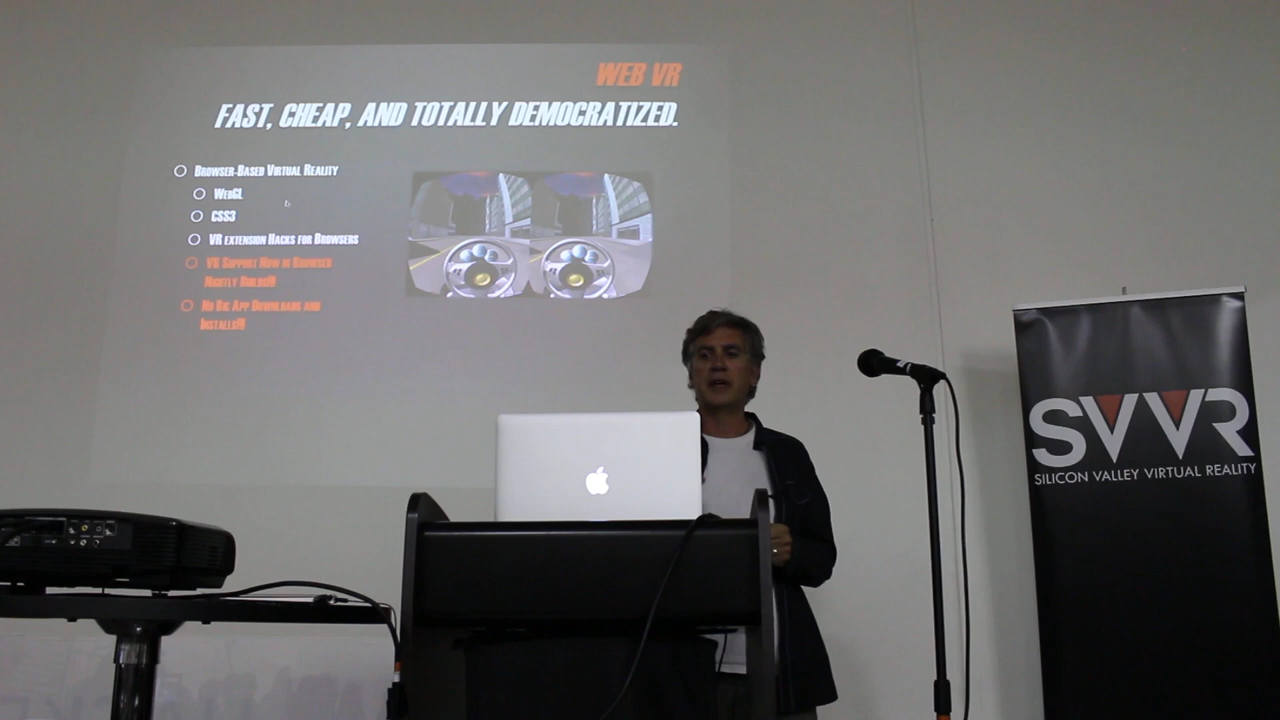 WEB VR
FAST, CHEAP, AND TOTALLY DEMOCRATIZED.
BROWSER-BASED VIRTUAL REALITY
WEBGL
CSS3
VR EXTENSION HACKS FOR BROWSERS
VR SUPPORT NOW IN BROWSER
NIGHTLY BUILDS!!!
NO BIG APP DOWNLOADS AND
INSTALLS!!!
SVVR
SILICON VALLEY VIRTUAL REALITY